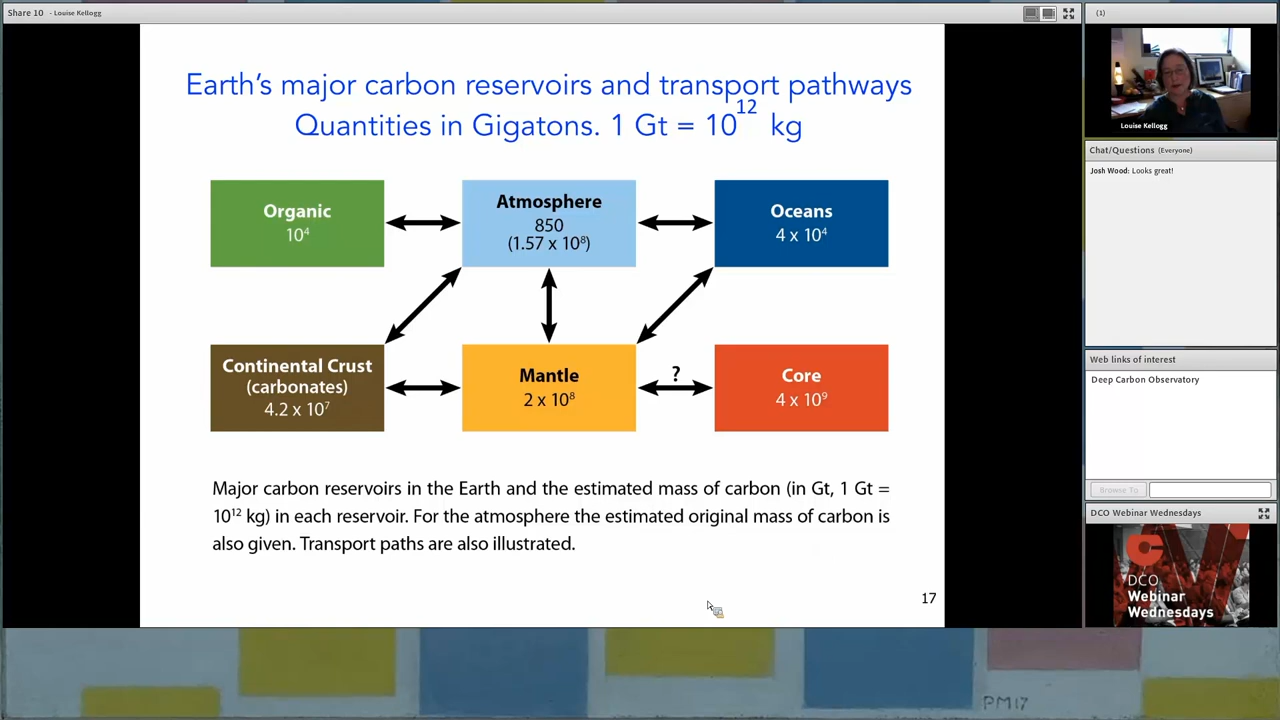 Share 10 - Louise Kellogg
Earth's major carbon reservoirs and transport pathways
Quantities in Gigatons. 1 Gt = 10¹² kg
Organic
10⁴
Atmosphere
850
(1.57 x 10⁸)
Oceans
4 x 10⁴
Continental Crust
(carbonates)
4.2 x 10⁷
Mantle
2 x 10⁸
?
Core
4 x 10⁹
Major carbon reservoirs in the Earth and the estimated mass of carbon (in Gt, 1 Gt =
10¹² kg) in each reservoir. For the atmosphere the estimated original mass of carbon is
also given. Transport paths are also illustrated.
17
(1)
Louise Kellogg
Chat/Questions (Everyone)
Josh Wood: Looks great!
Web links of interest
Deep Carbon Observatory
Browse To
DCO Webinar Wednesdays
DCO
Webinar
Wednesdays
PM17